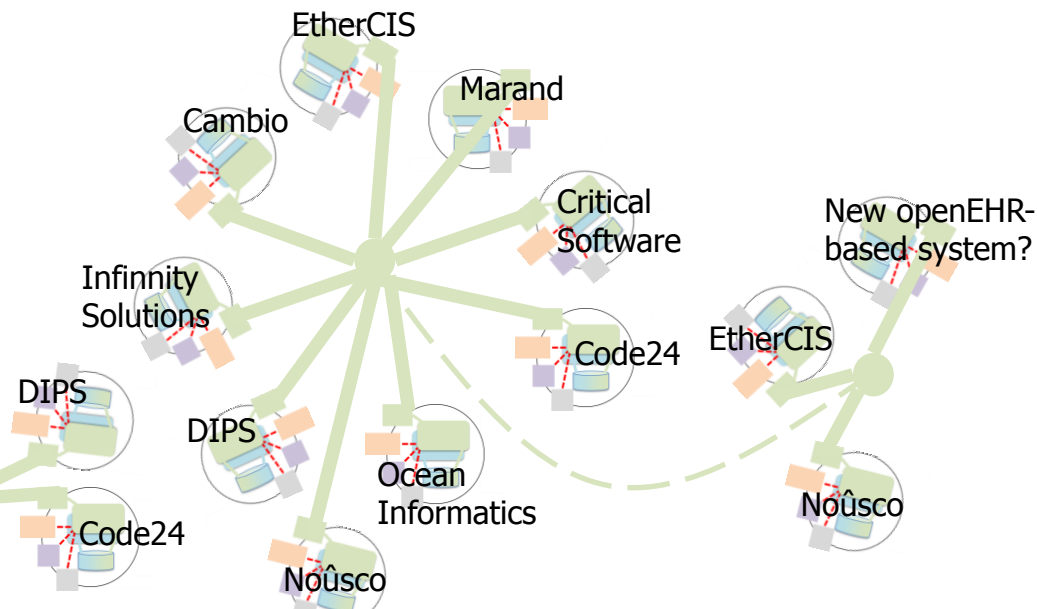 EtherCIS
Marand
Cambio
Critical
Software
New openEHR-
based system?
Infinnity
Solutions
EtherCIS
Code24
DIPS
DIPS
Ocean
Informatics
Noûsco
Code24
Noûsco